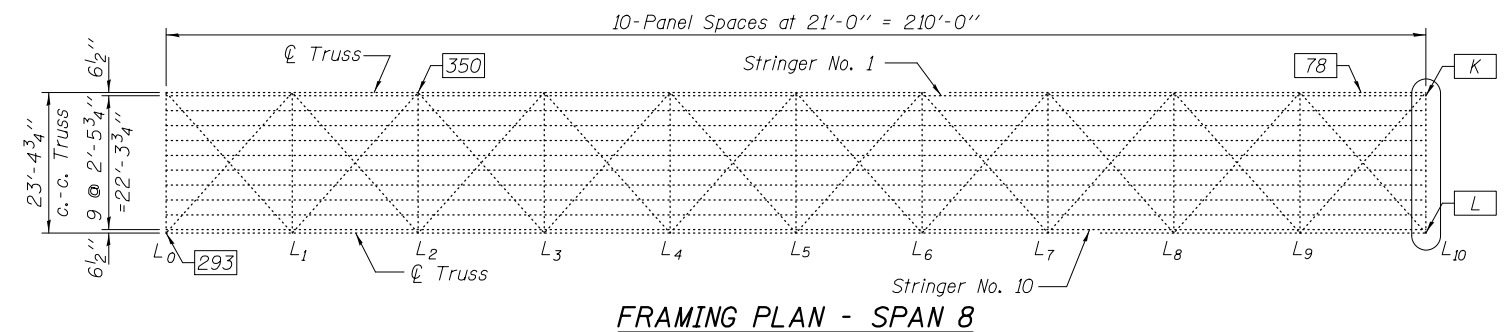 10-Panel Spaces at 21'-0" = 210'-0"
℄ Truss
350
Stringer No. 1
78
K
6½"
23'-4¾"
c.-c. Truss
9 @ 2'-5¾"
=22'-3¾"
6½"
L
L0
L1
L2
L3
L4
L5
L6
L7
L8
L9
L10
293
℄ Truss
Stringer No. 10
FRAMING PLAN - SPAN 8